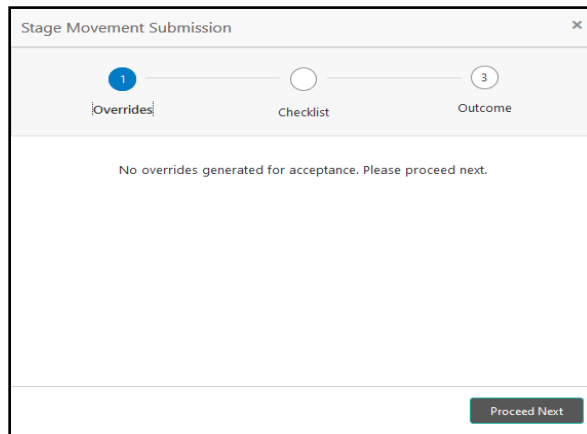 Stage Movement Submission ×
1 3
Overrides Checklist Outcome
No overrides generated for acceptance. Please proceed next.
Proceed Next